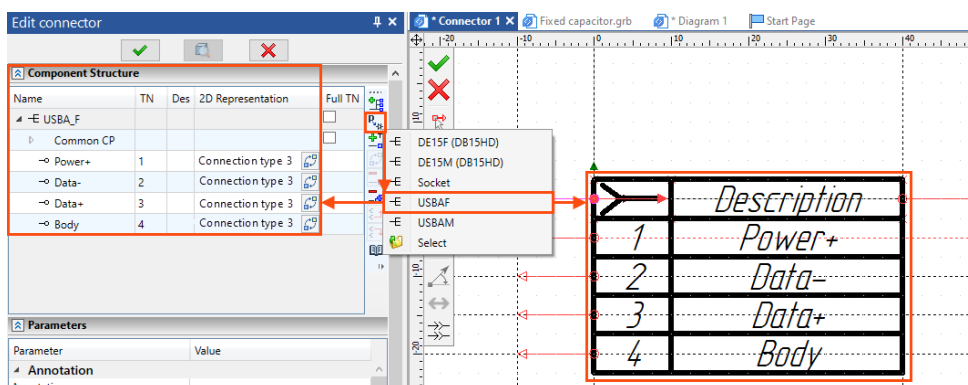 Edit connector
* Connector 1
Fixed capacitor.grb
* Diagram 1
Start Page
-20
-10
0
10
20
30
40
Component Structure
Name TN Des 2D Representation Full TN
USBA_F
Common CP
Power+ 1 Connection type 3
Data- 2 Connection type 3
Data+ 3 Connection type 3
Body 4 Connection type 3
DE15F (DB15HD)
DE15M (DB15HD)
Socket
USBAF
USBAM
Select
Description
1 Power+
2 Data-
3 Data+
4 Body
0
-10
-20
Parameters
Parameter Value
Annotation